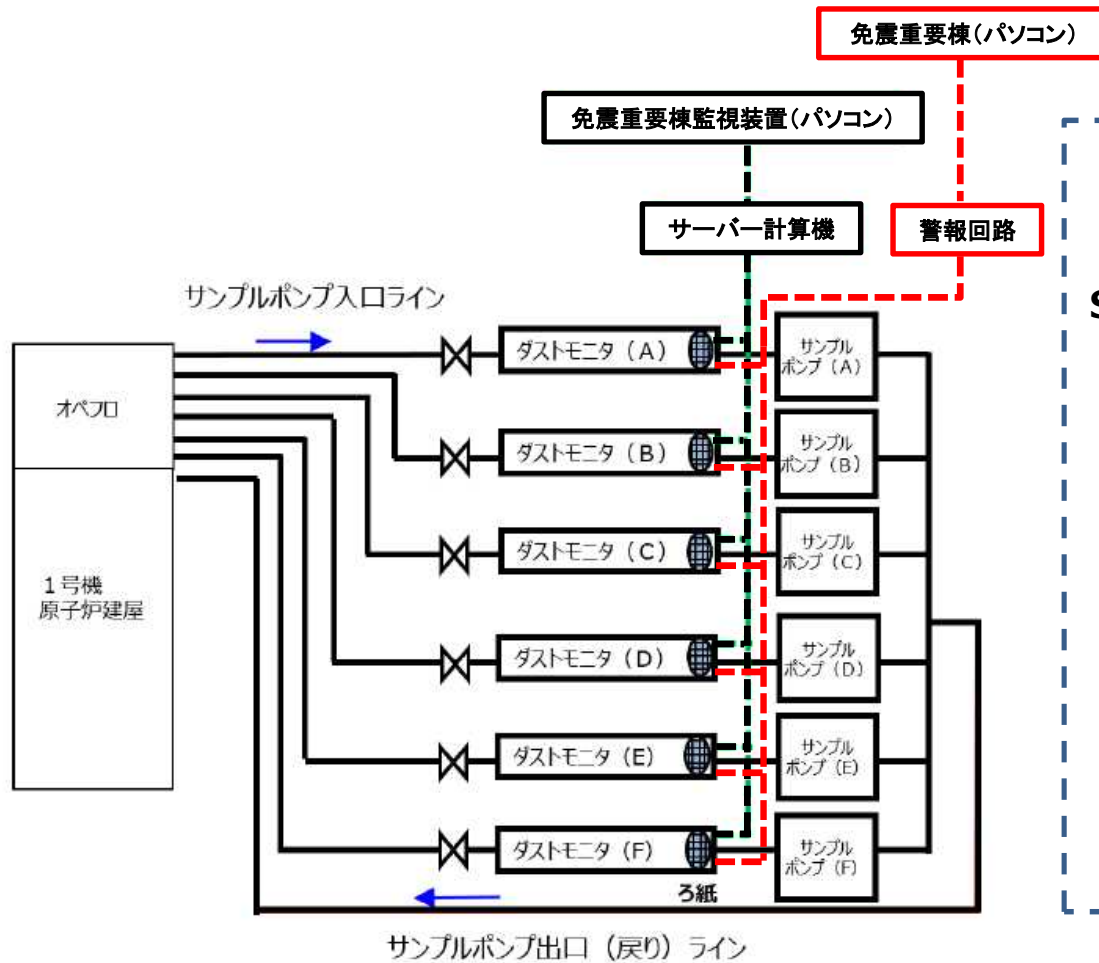 免震重要棟(パソコン)
免震重要棟監視装置(パソコン)
サーバー計算機
警報回路
サンプルポンプ入口ライン
S
オペフロ
1号機
原子炉建屋
ダストモニタ (A)
サンプル
ポンプ (A)
ダストモニタ (B)
サンプル
ポンプ (B)
ダストモニタ (C)
サンプル
ポンプ (C)
ダストモニタ (D)
サンプル
ポンプ (D)
ダストモニタ (E)
サンプル
ポンプ (E)
ダストモニタ (F)
サンプル
ポンプ (F)
ろ紙
サンプルポンプ出口 (戻り) ライン